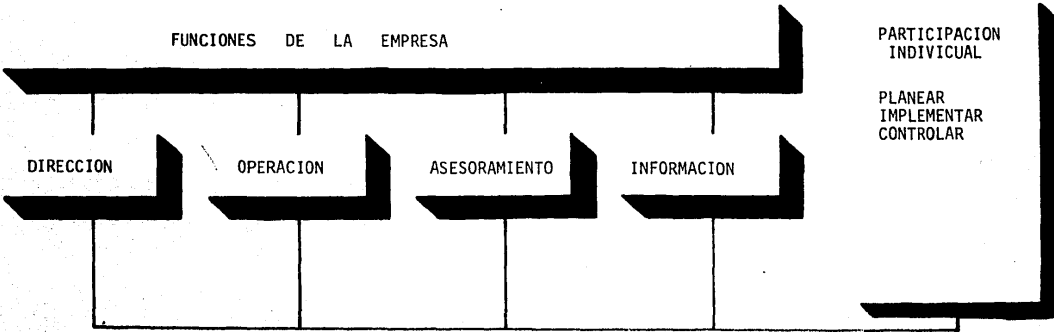 FUNCIONES DE LA EMPRESA
PARTICIPACION
INDIVICUAL
PLANEAR
IMPLEMENTAR
CONTROLAR
DIRECCION
OPERACION
ASESORAMIENTO
INFORMACION